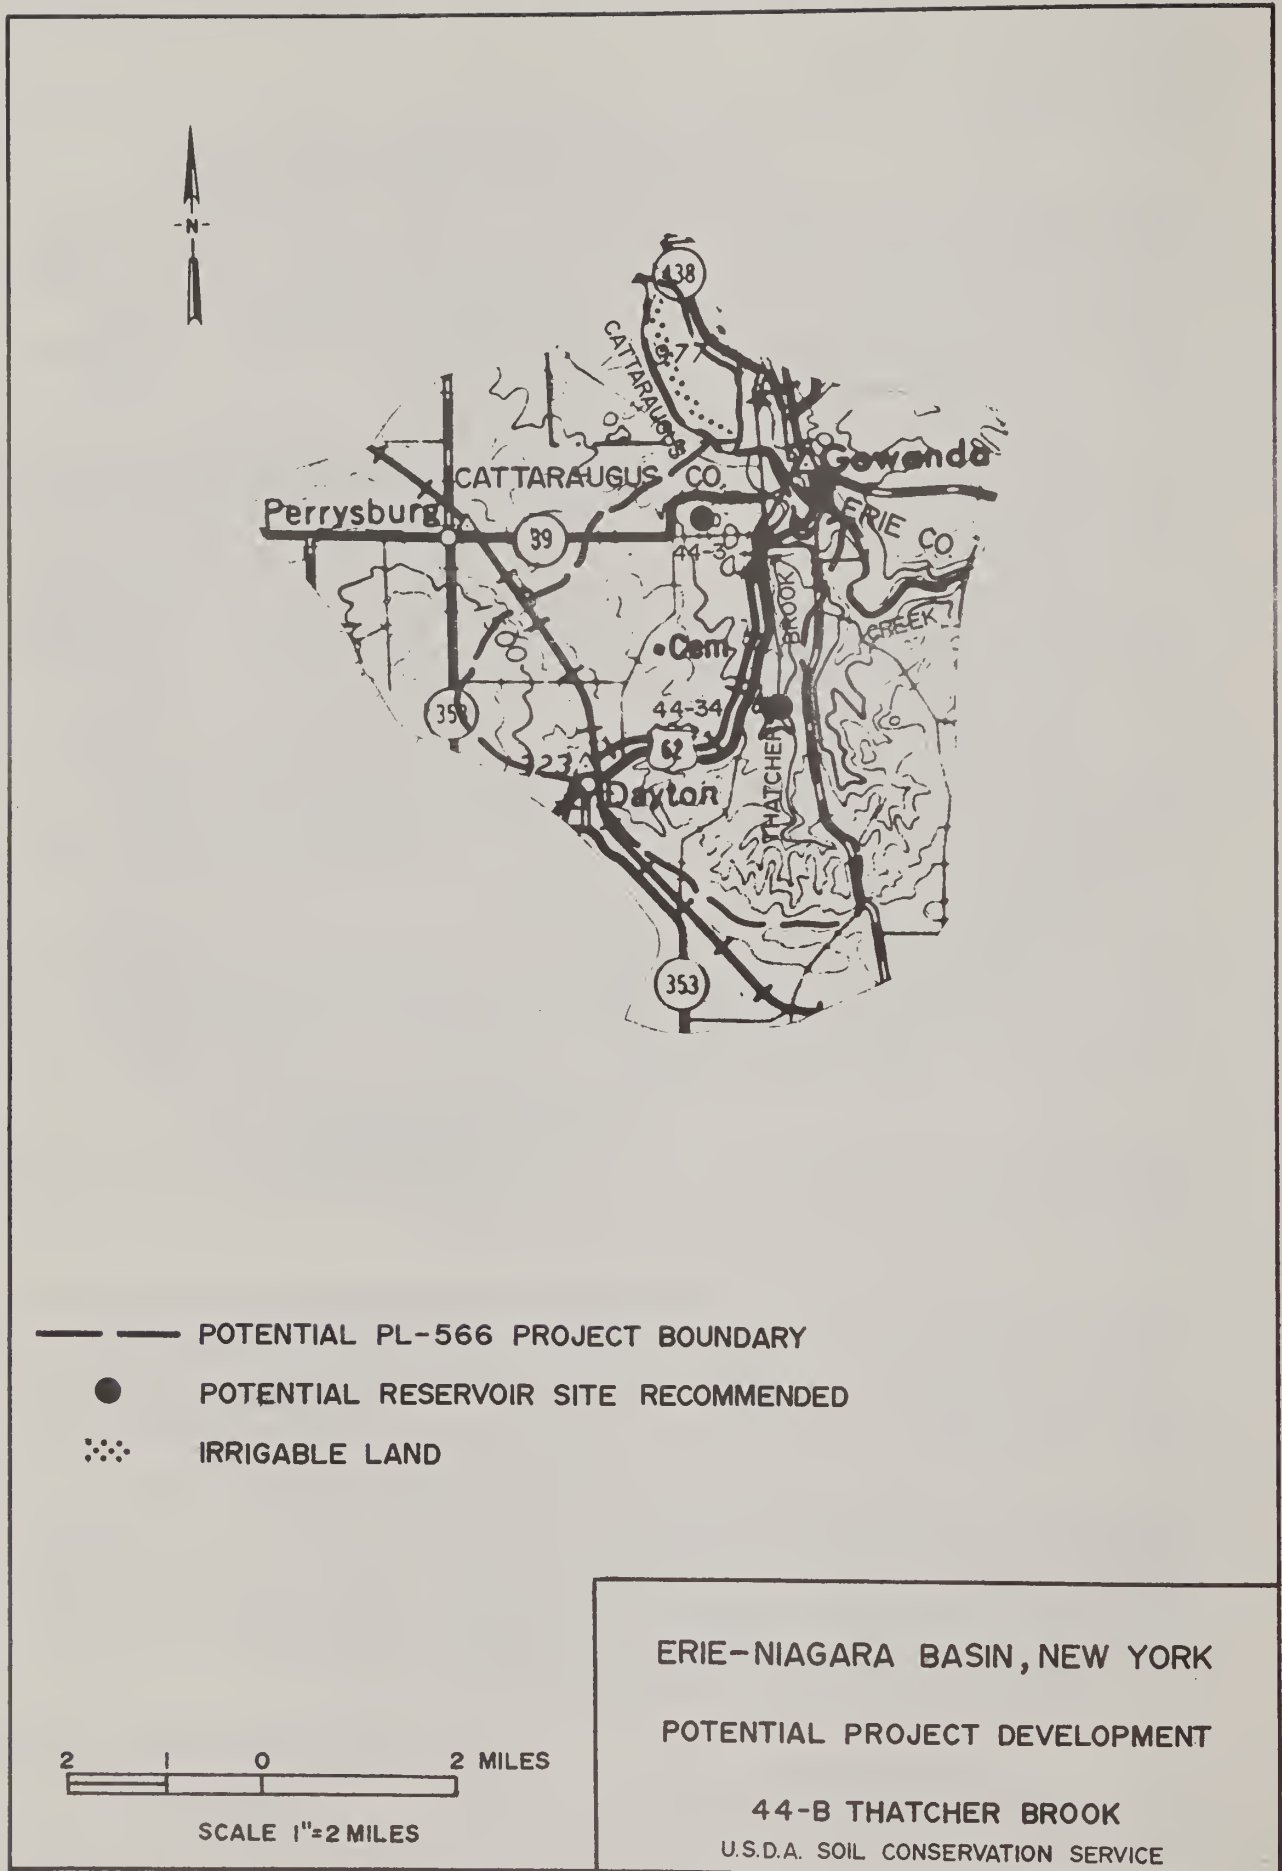 -N-
438
CATTARAUGUS
Gowanda
CATTARAUGUS CO.
ERIE CO.
Perrysburg
39
44-3
BROOK
CREEK
Cem
353
44-34
62
THATCHER
Dayton
353
POTENTIAL PL-566 PROJECT BOUNDARY
POTENTIAL RESERVOIR SITE RECOMMENDED
IRRIGABLE LAND
2 1 0 2 MILES
SCALE 1"=2 MILES
ERIE-NIAGARA BASIN, NEW YORK
POTENTIAL PROJECT DEVELOPMENT
44-B THATCHER BROOK
U.S.D.A. SOIL CONSERVATION SERVICE